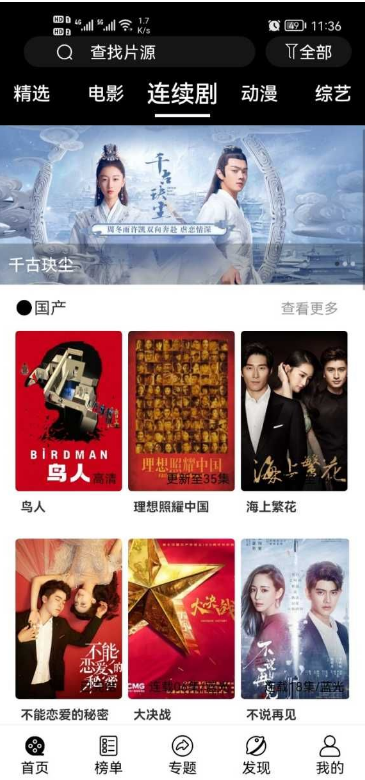 HD 46 4G 1.7 K/s 49 11:36
查找片源 全部
精选 电影 连续剧 动漫 综艺
千古玦尘
周冬雨许凯双向奔赴 虐恋情深
千古玦尘
国产 查看更多
BiRDMAN
鸟人 高清
理想照耀中国
更新至35集
海上繁花
鸟人 理想照耀中国 海上繁花
不能恋爱的秘密
大决战
CMG
不说再见
不能恋爱的秘密 大决战 不说再见
首页 榜单 专题 发现 我的